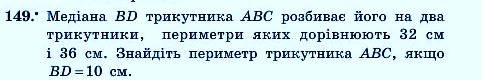 149.• Медіана BD трикутника ABC розбиває його на два
трикутники, периметри яких дорівнюють 32 см
і 36 см. Знайдіть периметр трикутника ABC, якщо
BD=10 см.